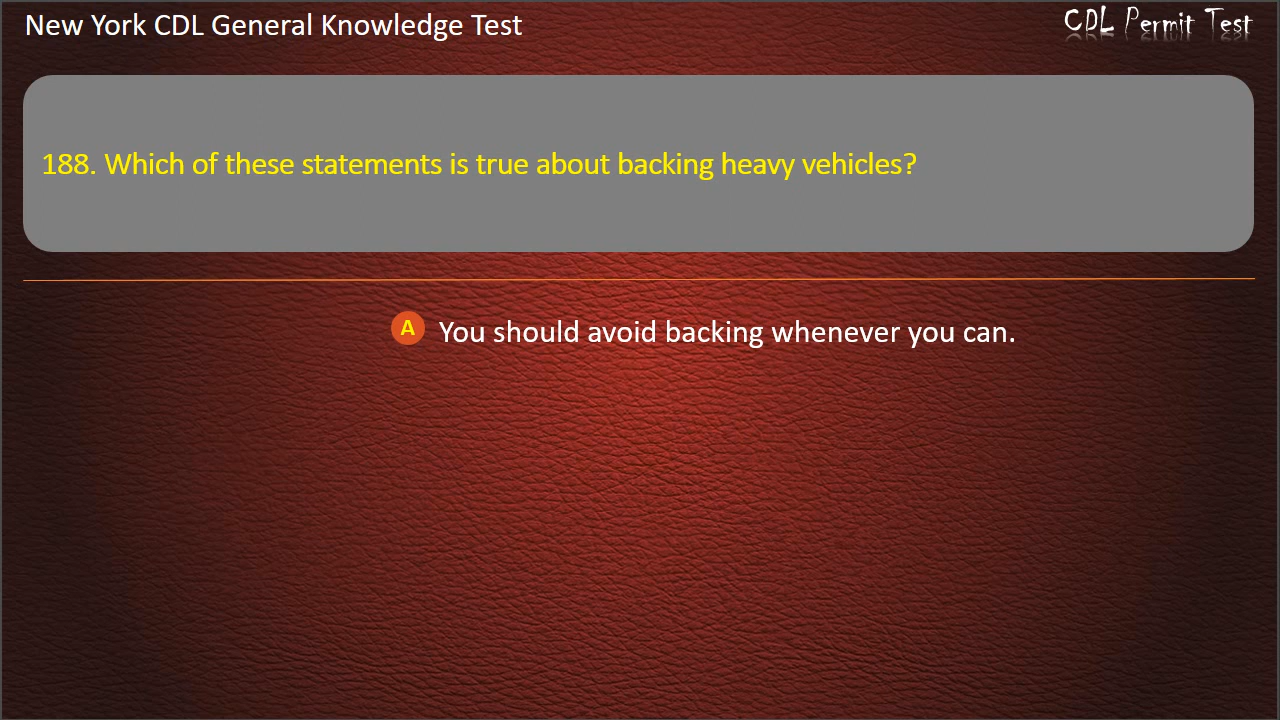 New York CDL General Knowledge Test
CDL Permit Test
188. Which of these statements is true about backing heavy vehicles?
A You should avoid backing whenever you can.